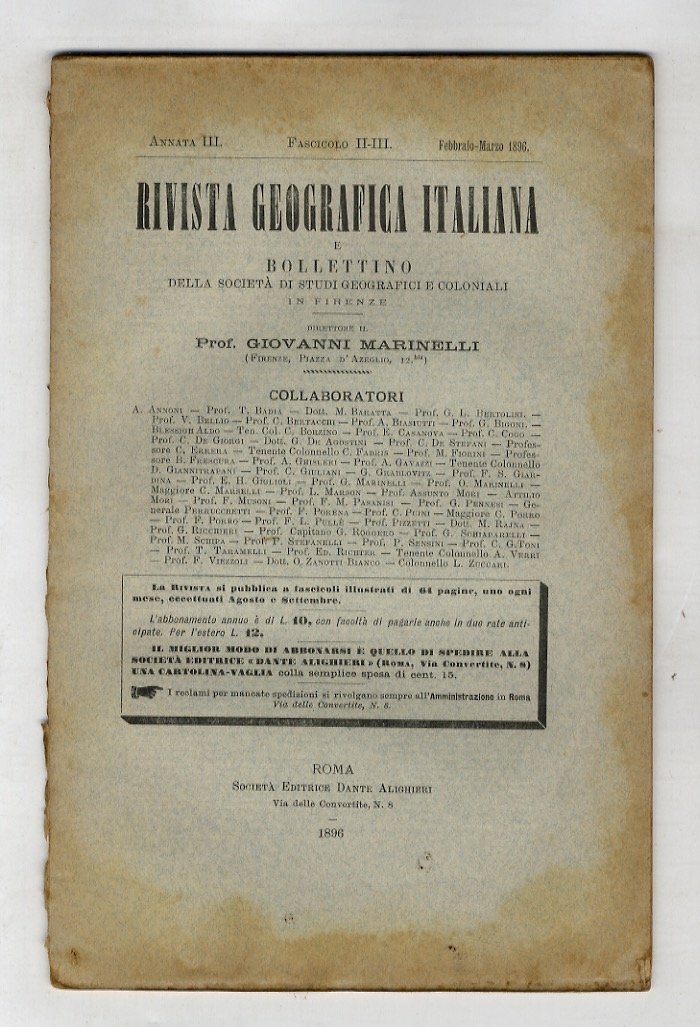 ANNATA III. FASCICOLO II-III. Febbraio-Marzo 1896.
RIVISTA GEOGRAFICA ITALIANA
E
BOLLETTINO
DELLA SOCIETÀ DI STUDI GEOGRAFICI E COLONIALI
IN FIRENZE
DIRETTORE IL
Prof. GIOVANNI MARINELLI
(FIRENZE, PIAZZA D'AZEGLIO, 12.bis)
COLLABORATORI
A. ANNONI — Prof. T. BADIA — Dott. M. BARATTA — Prof. G. L. BERTOLINI. —
Prof. V. BELLIO — Prof. C. BERTACCHI — Prof. A. BIASIUTTI — Prof. G. BIGONI. —
BLESSICH ALDO — Ten. Col. C. BORZINO — Prof. E. CASANOVA — Prof. C. COGO —
Prof. C. DE GIORGI — Dott. G. DE AGOSTINI — Prof. C. DE STEFANI — Profes-
sore C. ERRERA — Tenente Colonnello C. FABRIS — Prof. M. FIORINI — Profes-
sore B. FRESCURA — Prof. A. GHISLERI — Prof. A. GAVAZZI — Tenente Colonnello
D. GIANNITRAPANI — Prof. C. GIULIANI — G. GRABLOVITZ — Prof. F. S. GIAR-
DINA — Prof. E. H. GIGLIOLI — Prof. G. MARINELLI — Prof. O. MARINELLI —
Maggiore C. MARSELLI — Prof. L. MARSON — Prof. ASSUNTO MORI — ATTILIO
MORI — Prof. F. MUSONI — Prof. F. M. PASANISI — Prof. G. PENNESI — Ge-
nerale PERRUCCHETTI — Prof. F. PORENA — Prof. C. PUINI — Maggiore C. PORRO
— Prof. F. PORRO — Prof. F. L. PULLÈ — Prof. PIZZETTI — Dott. M. RAJNA —
Prof. G. RICCHIERI — Prof. Capitano G. ROGGERO — Prof. G. SCHIAPARELLI —
Prof. M. SCHIPA — Prof P. STEFANELLI — Prof. P. SENSINI — Prof. C. G. TONI
— Prof. T. TARAMELLI — Prof. ED. RICHTER — Tenente Colonnello A. VERRI
— Prof. F. VIEZZOLI — Dott. O. ZANOTTI BIANCO — Colonnello L. ZUCCARI.
La RIVISTA si pubblica a fascicoli illustrati di 64 pagine, uno ogni
mese, eccettuati Agosto e Settembre.
L'abbonamento annuo è di L. 10, con facoltà di pagarle anche in due rate anti-
cipate. Per l'estero L. 12.
IL MIGLIOR MODO DI ABBONARSI È QUELLO DI SPEDIRE ALLA
SOCIETÀ EDITRICE «DANTE ALIGHIERI» (ROMA, Via Convertite, N. 8)
UNA CARTOLINA-VAGLIA colla semplice spesa di cent. 15.
I reclami per mancate spedizioni si rivolgano sempre all'Amministrazione in Roma
Via delle Convertite, N. 8.
ROMA
SOCIETÀ EDITRICE DANTE ALIGHIERI
Via delle Convertite, N. 8
1896